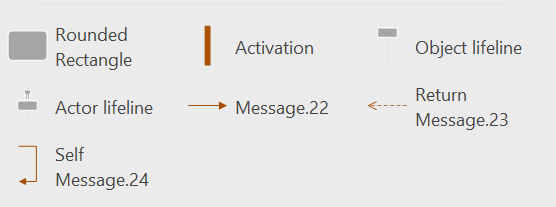 Rounded
Rectangle
Activation
Object lifeline
Actor lifeline
Message.22
Return
Message.23
Self
Message.24